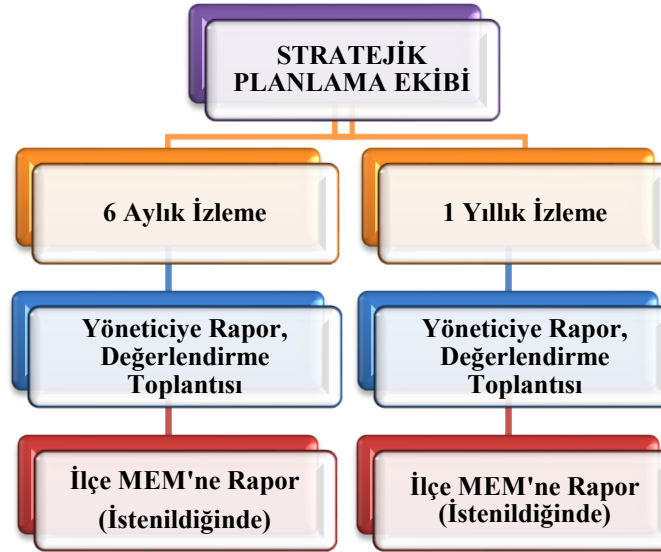 STRATEJİK
PLANLAMA EKİBİ
6 Aylık İzleme
1 Yıllık İzleme
Yöneticiye Rapor,
Değerlendirme
Toplantısı
Yöneticiye Rapor,
Değerlendirme
Toplantısı
İlçe MEM'ne Rapor
(İstenildiğinde)
İlçe MEM'ne Rapor
(İstenildiğinde)